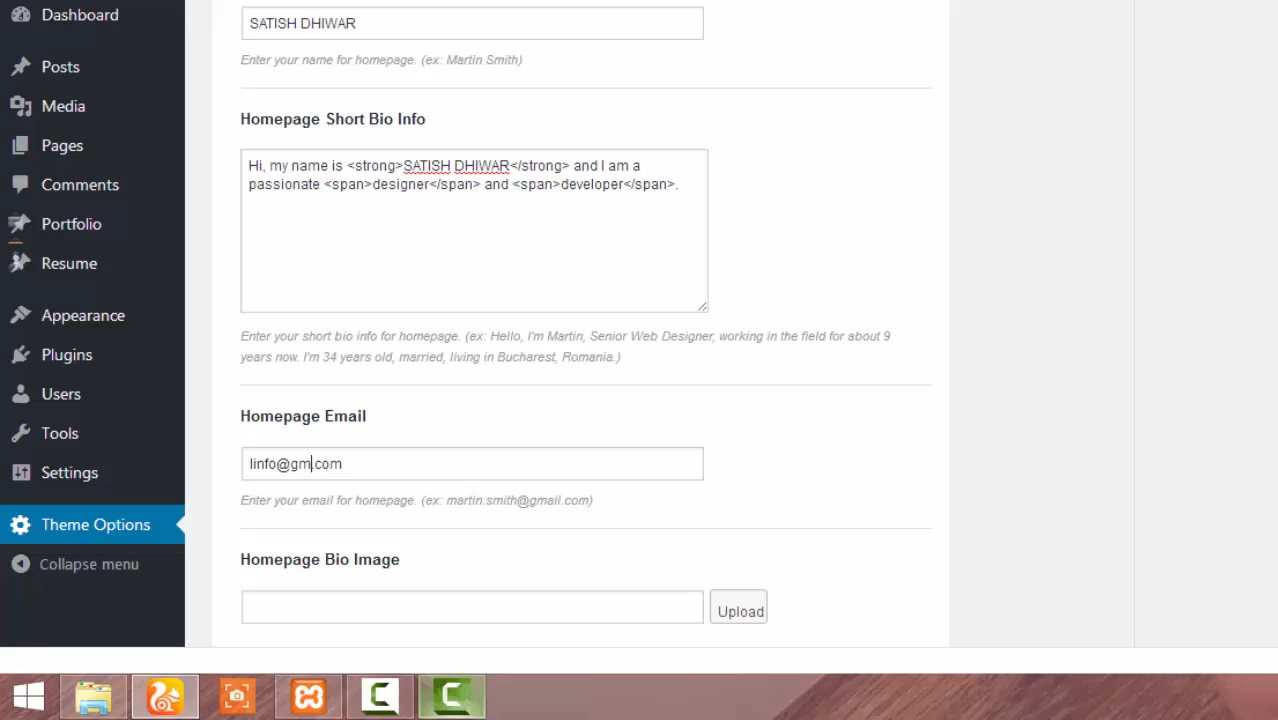 Dashboard
Posts
Media
Pages
Comments
Portfolio
Resume
Appearance
Plugins
Users
Tools
Settings
Theme Options
Collapse menu
SATISH DHIWAR
Enter your name for homepage. (ex: Martin Smith)
Homepage Short Bio Info
Hi, my name is <strong>SATISH DHIWAR</strong> and I am a
passionate <span>designer</span> and <span>developer</span>.
Enter your short bio info for homepage. (ex: Hello, I'm Martin, Senior Web Designer, working in the field for about 9
years now. I'm 34 years old, married, living in Bucharest, Romania.)
Homepage Email
linfo@gm.com
Enter your email for homepage. (ex: martin.smith@gmail.com)
Homepage Bio Image
Upload